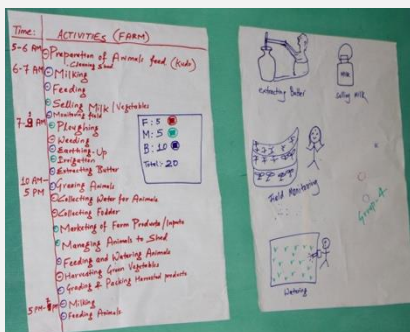 Time: ACTIVITIES (FARM)
5-6 AM Preparation of Animals feed (Kudo)
- Cleaning Shed
6-7 AM Milking
Feeding
Selling Milk / Vegetables
Monitoring field
Ploughing
Weeding
Earthing-Up
Irrigation
Extracting Butter
10 AM - 5 PM Grazing Animals
Collecting Water for Animals
Collecting Fodder
Marketing of Farm Products/Inputs
Managing Animals to Shed
Feeding and Watering Animals
Harvesting Green Vegetables
Grading & Packing Harvested products
Milking
Feeding Animals
F: 5
M: 5
B: 10
Total:- 20
Extracting Butter
Selling Milk
Field Monitoring
Group-A
Watering